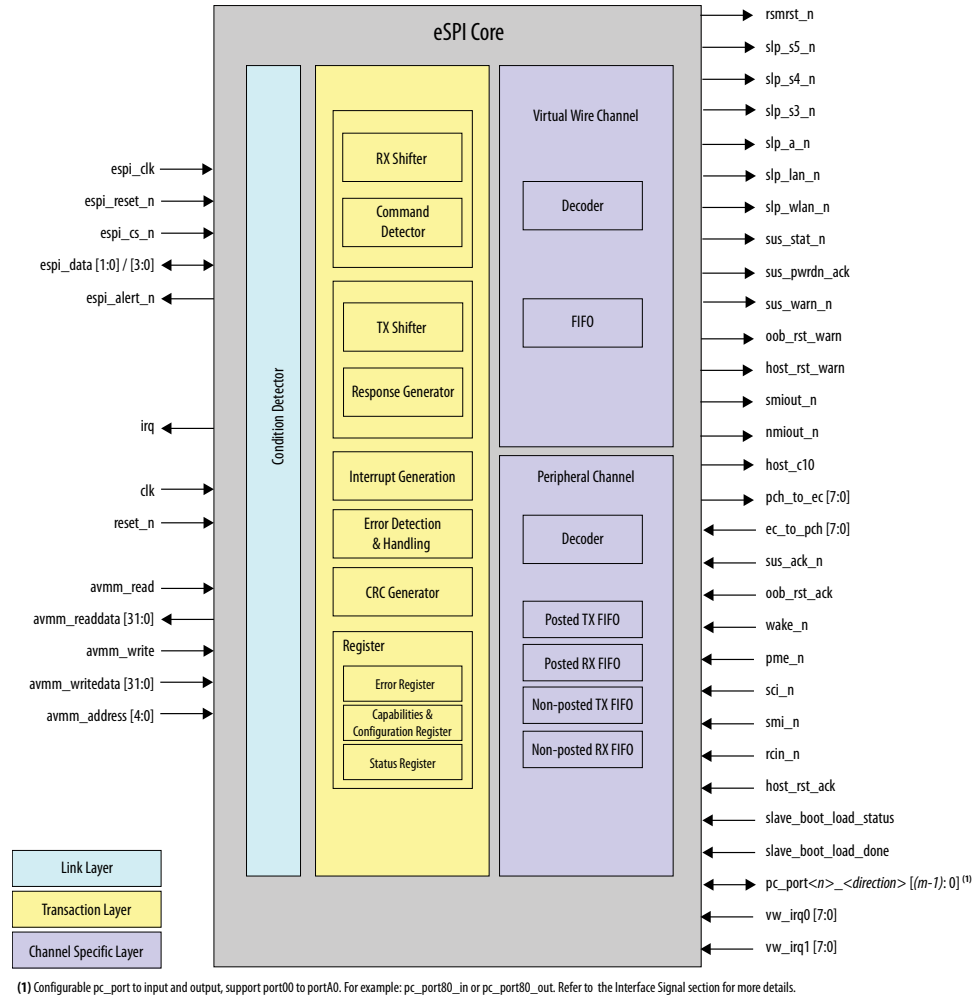 eSPI Core
espi_clk
espi_reset_n
espi_cs_n
espi_data [1:0] / [3:0]
espi_alert_n
irq
clk
reset_n
avmm_read
avmm_readdata [31:0]
avmm_write
avmm_writedata [31:0]
avmm_address [4:0]
Condition Detector
RX Shifter
Command
Detector
TX Shifter
Response Generator
Interrupt Generation
Error Detection
& Handling
CRC Generator
Register
Error Register
Capabilities &
Configuration Register
Status Register
Virtual Wire Channel
Decoder
FIFO
Peripheral Channel
Decoder
Posted TX FIFO
Posted RX FIFO
Non-posted TX FIFO
Non-posted RX FIFO
rsmrst_n
slp_s5_n
slp_s4_n
slp_s3_n
slp_a_n
slp_lan_n
slp_wlan_n
sus_stat_n
sus_pwrdn_ack
sus_warn_n
oob_rst_warn
host_rst_warn
smiout_n
nmiout_n
host_c10
pch_to_ec [7:0]
ec_to_pch [7:0]
sus_ack_n
oob_rst_ack
wake_n
pme_n
sci_n
smi_n
rcin_n
host_rst_ack
slave_boot_load_status
slave_boot_load_done
pc_port<n>_<direction> [(m-1): 0] (1)
vw_irq0 [7:0]
vw_irq1 [7:0]
Link Layer
Transaction Layer
Channel Specific Layer
(1) Configurable pc_port to input and output, support port00 to portA0. For example: pc_port80_in or pc_port80_out. Refer to the Interface Signal section for more details.